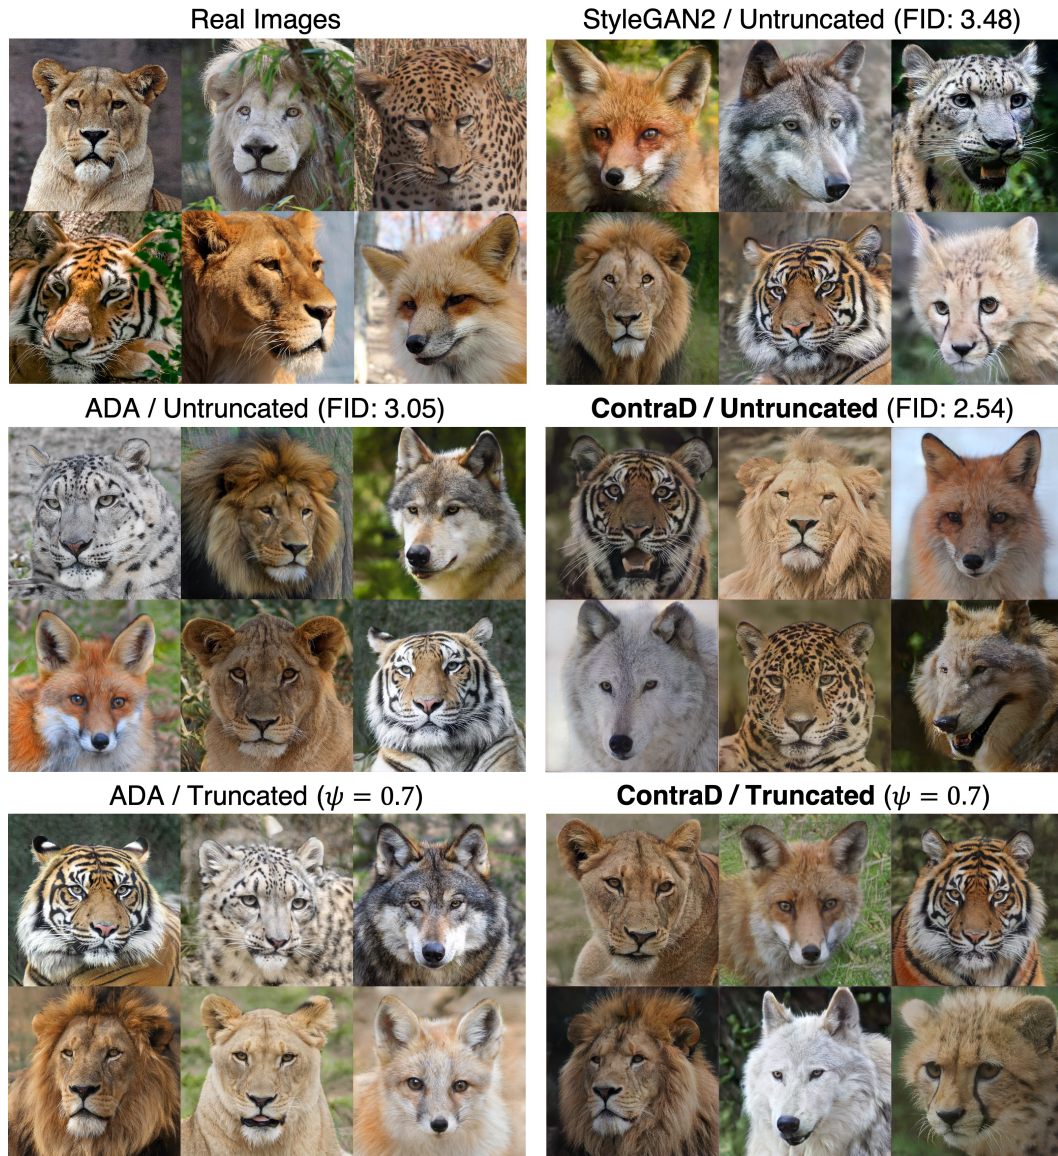 Real Images
StyleGAN2 / Untruncated (FID: 3.48)
ADA / Untruncated (FID: 3.05)
ContraD / Untruncated (FID: 2.54)
ADA / Truncated (ψ = 0.7)
ContraD / Truncated (ψ = 0.7)